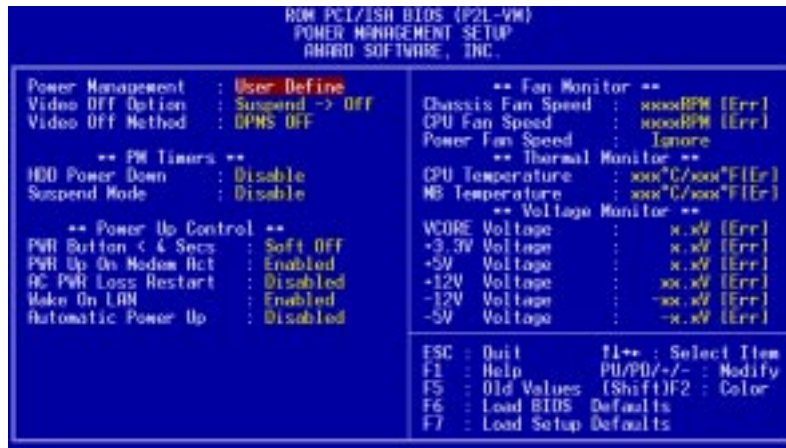 ROM PCI/ISA BIOS (P2L-VM)
POWER MANAGEMENT SETUP
AWARD SOFTWARE, INC.
Power Management : User Define
Video Off Option : Suspend -> Off
Video Off Method : DPMS OFF
** PM Timers **
HDD Power Down : Disable
Suspend Mode : Disable
** Power Up Control **
PWR Button < 4 Secs : Soft Off
PWR Up On Modem Act : Enabled
AC PWR Loss Restart : Disabled
Wake On LAN : Enabled
Automatic Power Up : Disabled
** Fan Monitor **
Chassis Fan Speed : xxxxRPM [Err]
CPU Fan Speed : xxxxRPM [Err]
Power Fan Speed : Ignore
** Thermal Monitor **
CPU Temperature : xxx°C/xxx°F[Er]
MB Temperature : xxx°C/xxx°F[Er]
** Voltage Monitor **
VCORE Voltage : x.xV [Err]
+3.3V Voltage : x.xV [Err]
+5V Voltage : x.xV [Err]
+12V Voltage : xx.xV [Err]
-12V Voltage : -xx.xV [Err]
-5V Voltage : -x.xV [Err]
ESC : Quit ↑↓→← : Select Item
F1 : Help PU/PD/+/- : Modify
F5 : Old Values (Shift)F2 : Color
F6 : Load BIOS Defaults
F7 : Load Setup Defaults